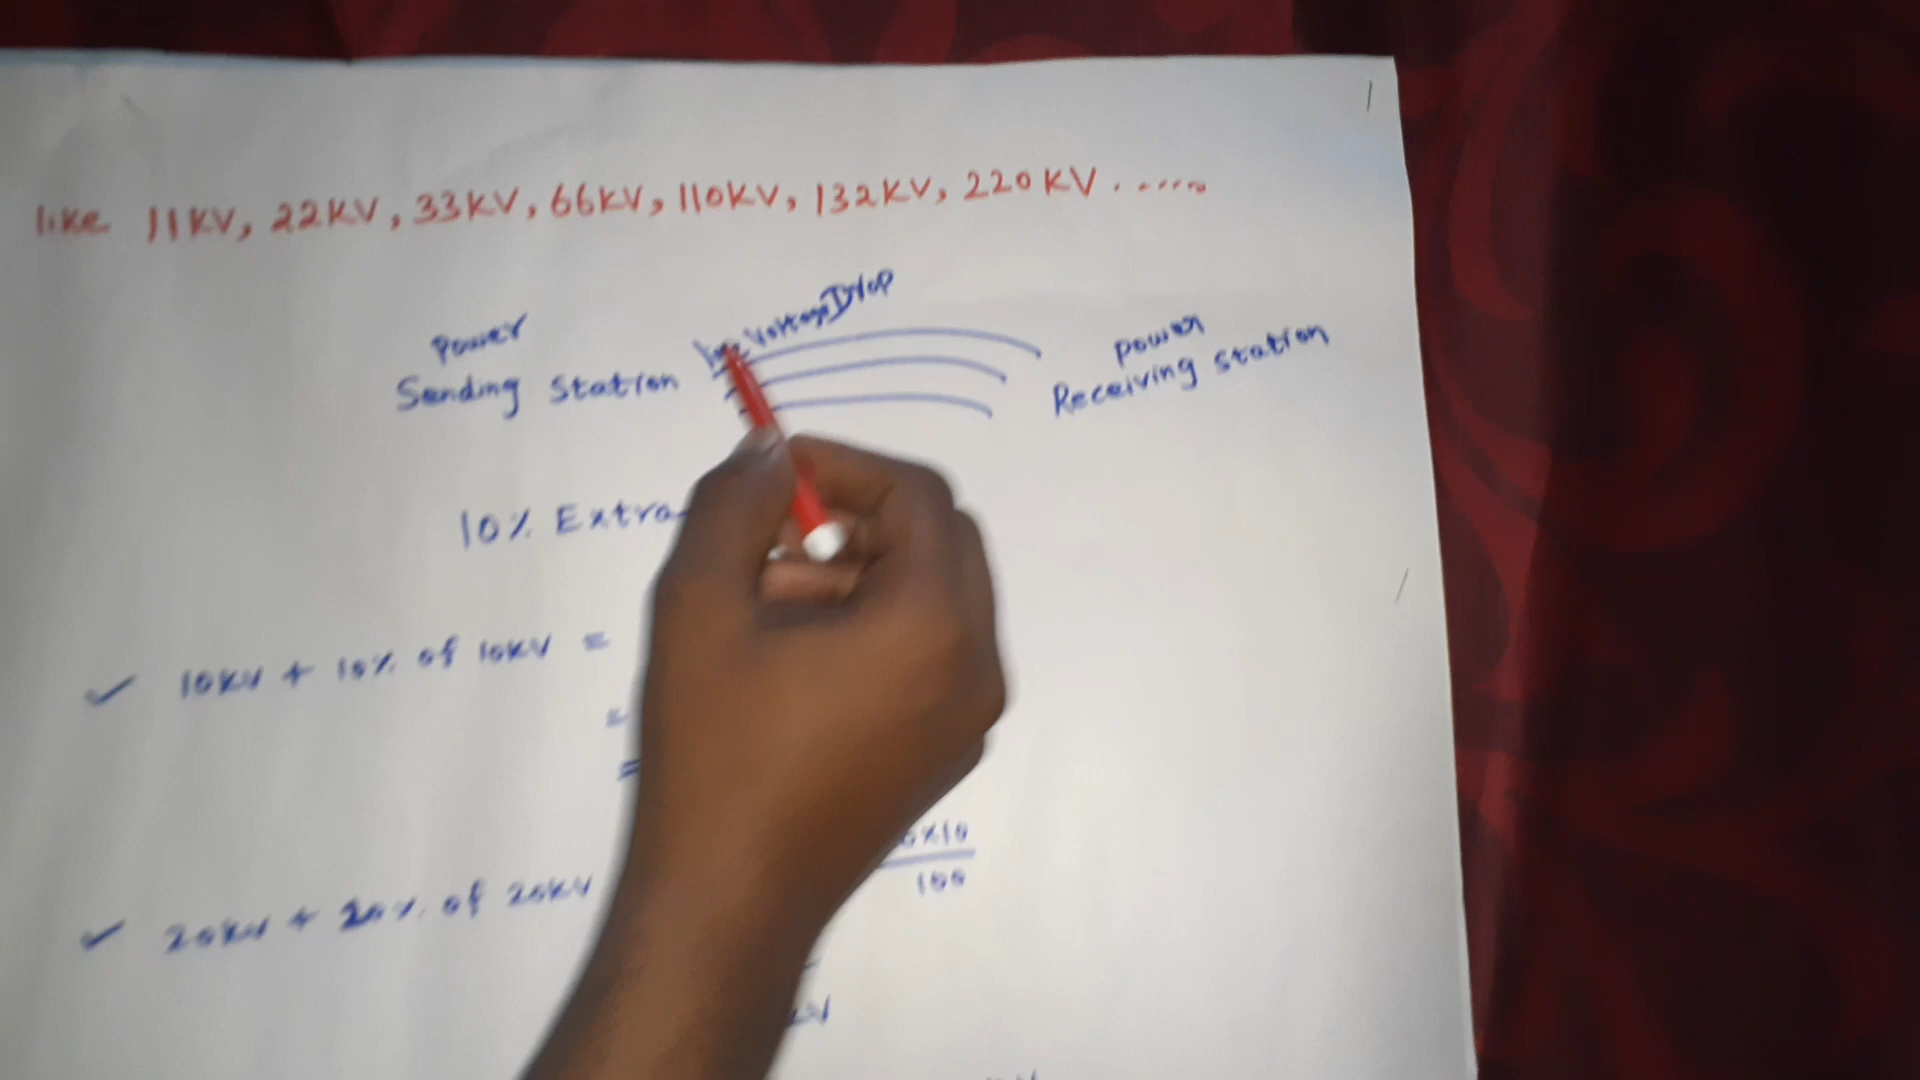 like 11KV, 22KV, 33KV, 66KV, 110KV, 132KV, 220KV ......
Voltage Drop
Power
Sending Station
power
Receiving station
10% Extra
✓ 10KV + 10% of 10KV =
=
=
✓ 20KV + 20% of 20KV
×10
100